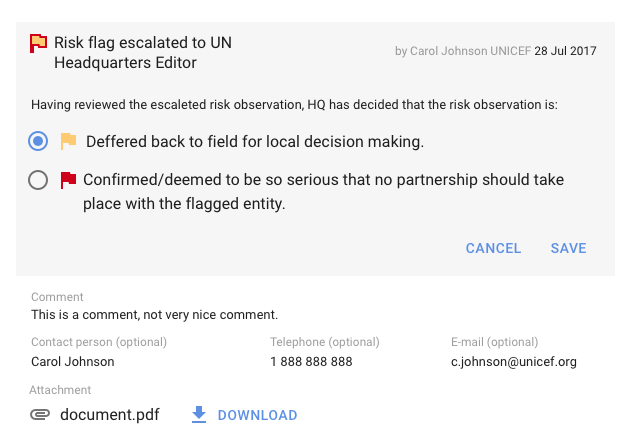 Risk flag escalated to UN
Headquarters Editor
by Carol Johnson UNICEF 28 Jul 2017
Having reviewed the escaleted risk observation, HQ has decided that the risk observation is:
Deffered back to field for local decision making.
Confirmed/deemed to be so serious that no partnership should take
place with the flagged entity.
CANCEL SAVE
Comment
This is a comment, not very nice comment.
Contact person (optional) Telephone (optional) E-mail (optional)
Carol Johnson 1 888 888 888 c.johnson@unicef.org
Attachment
document.pdf DOWNLOAD